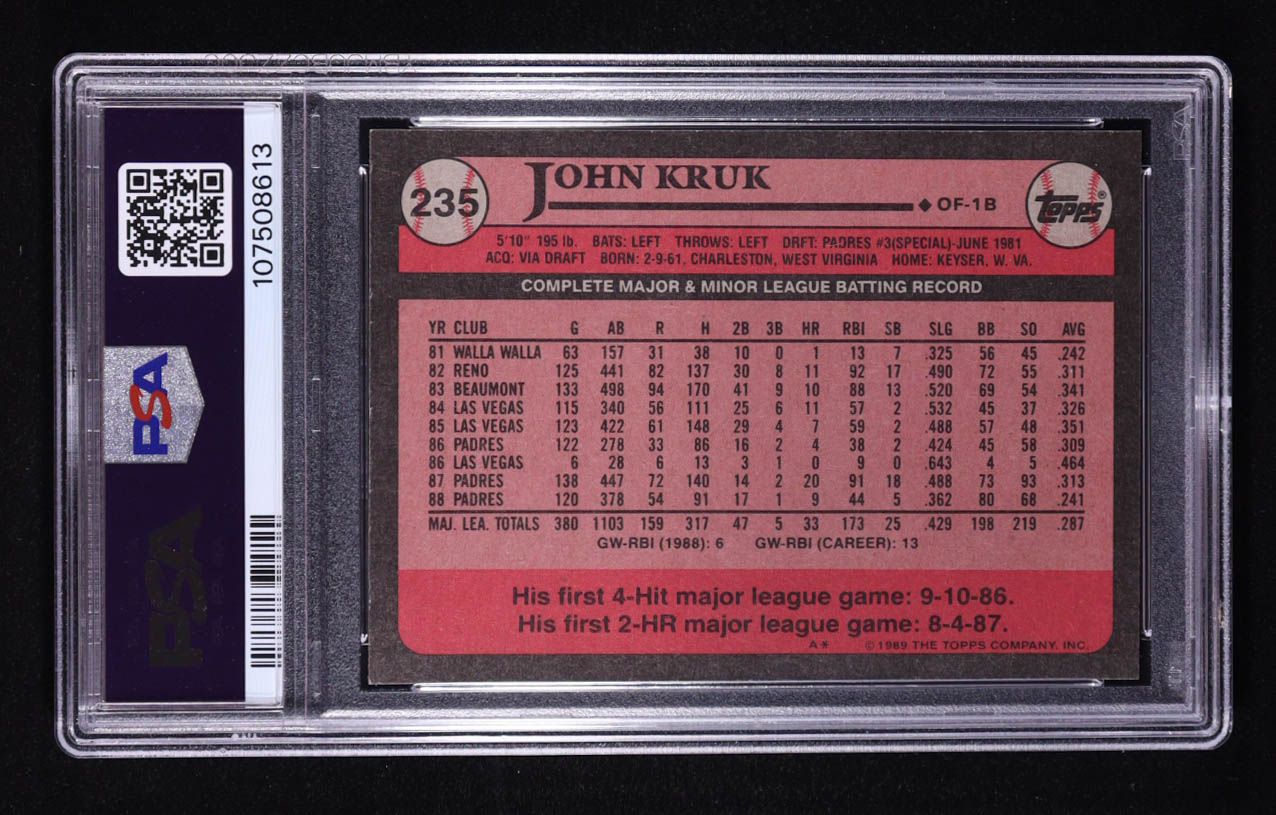 107508613
PSA
PSA
235
JOHN KRUK
◆ OF-1B
TOPPS®
5'10" 195 lb. BATS: LEFT THROWS: LEFT DRFT: PADRES #3(SPECIAL)-JUNE 1981
ACQ: VIA DRAFT BORN: 2-9-61, CHARLESTON, WEST VIRGINIA HOME: KEYSER, W. VA.
COMPLETE MAJOR & MINOR LEAGUE BATTING RECORD
YR CLUB G AB R H 2B 3B HR RBI SB SLG BB SO AVG
81 WALLA WALLA 63 157 31 38 10 0 1 13 7 .325 56 45 .242
82 RENO 125 441 82 137 30 8 11 92 17 .490 72 55 .311
83 BEAUMONT 133 498 94 170 41 9 10 88 13 .520 69 54 .341
84 LAS VEGAS 115 340 56 111 25 6 11 57 2 .532 45 37 .326
85 LAS VEGAS 123 422 61 148 29 4 7 59 2 .488 57 48 .351
86 PADRES 122 278 33 86 16 2 4 38 2 .424 45 58 .309
86 LAS VEGAS 6 28 6 13 3 1 0 9 0 .643 4 5 .464
87 PADRES 138 447 72 140 14 2 20 91 18 .488 73 93 .313
88 PADRES 120 378 54 91 17 1 9 44 5 .362 80 68 .241
MAJ. LEA. TOTALS 380 1103 159 317 47 5 33 173 25 .429 198 219 .287
GW-RBI (1988): 6 GW-RBI (CAREER): 13
His first 4-Hit major league game: 9-10-86.
His first 2-HR major league game: 8-4-87.
A* © 1989 THE TOPPS COMPANY, INC.
PSA